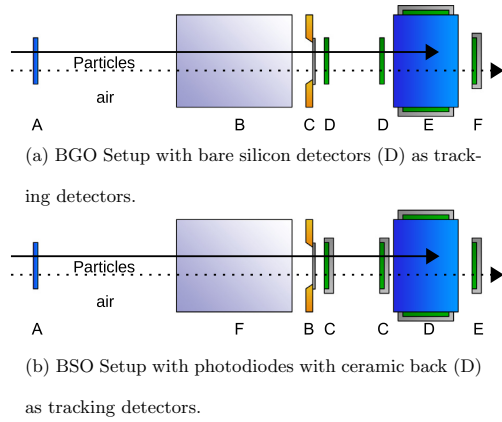 Particles
air
A B C D D E F
(a) BGO Setup with bare silicon detectors (D) as track-
ing detectors.
Particles
air
A F B C C D E
(b) BSO Setup with photodiodes with ceramic back (D)
as tracking detectors.